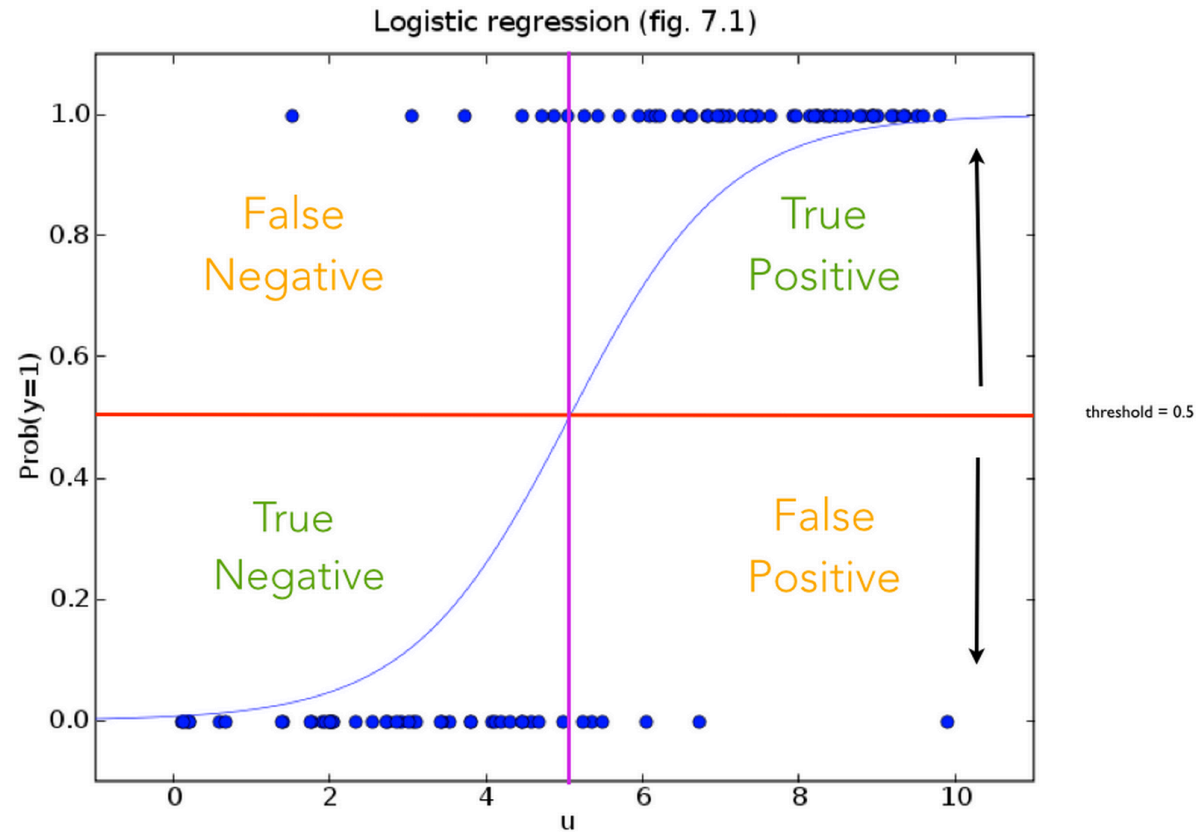 Logistic regression (fig. 7.1)
1.0
0.8
0.6
0.4
0.2
0.0
Prob(y=1)
False
Negative
True
Positive
threshold = 0.5
True
Negative
False
Positive
0 2 4 6 8 10
u